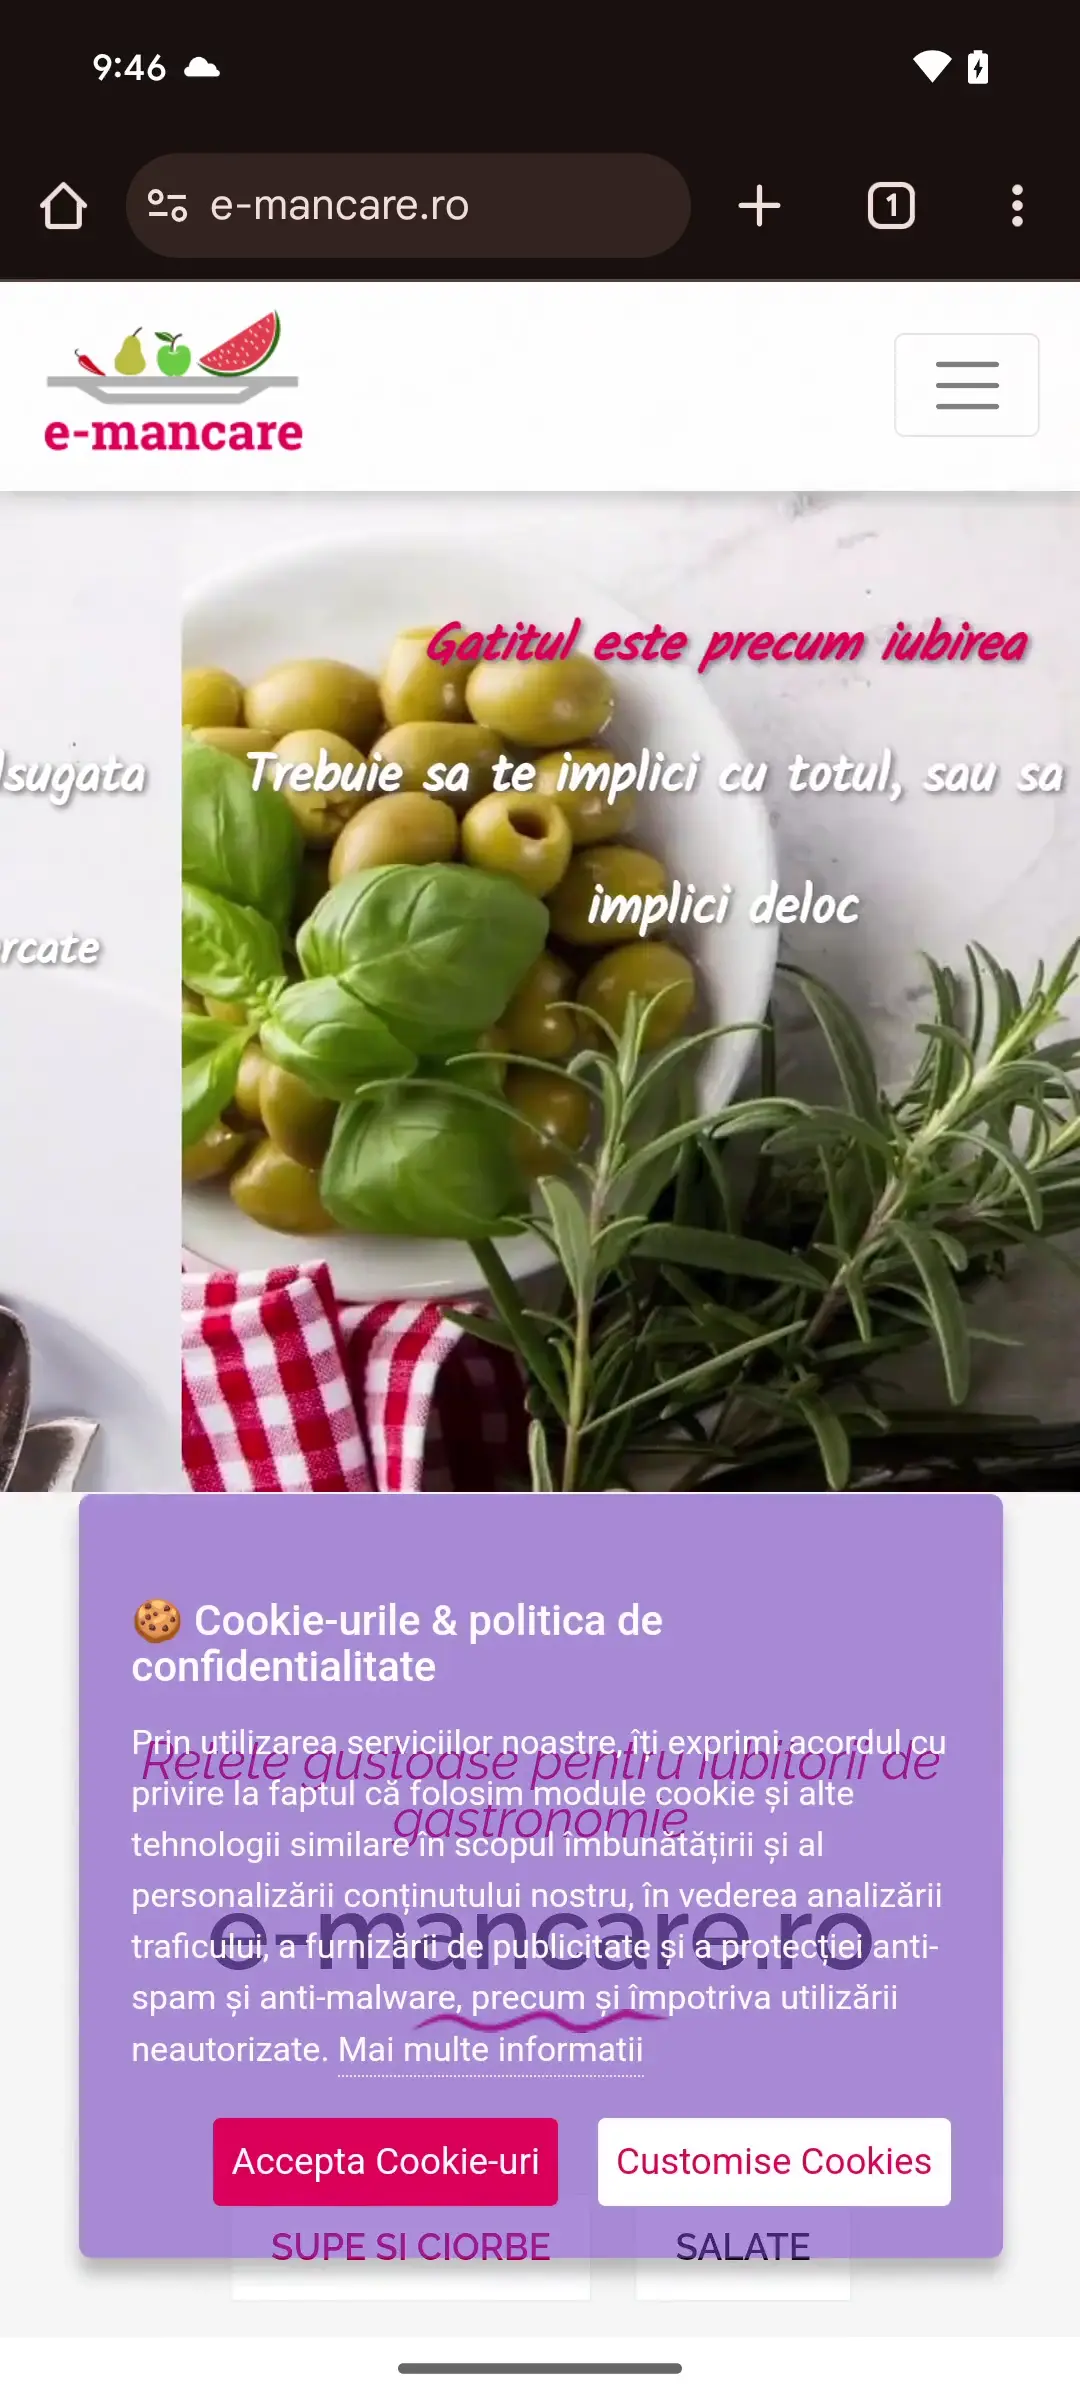 9:46
e-mancare.ro
1
e-mancare
Gatitul este precum iubirea
Trebuie sa te implici cu totul, sau sa
implici deloc
🍪 Cookie-urile & politica de
confidentialitate
Prin utilizarea serviciilor noastre, îți exprimi acordul cu
privire la faptul că folosim module cookie și alte
tehnologii similare în scopul îmbunătățirii și al
personalizării conținutului nostru, în vederea analizării
traficului, a furnizării de publicitate și a protecției anti-
spam și anti-malware, precum și împotriva utilizării
neautorizate. Mai multe informatii
Retete gustoase pentru iubitorii de
gastronomie
e-mancare.ro
Accepta Cookie-uri
Customise Cookies
SUPE SI CIORBE
SALATE